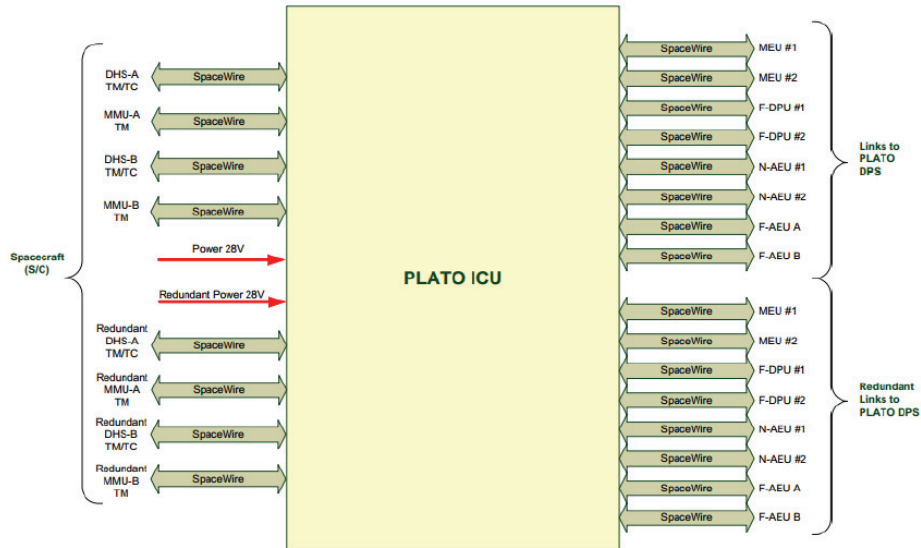 Spacecraft
(S/C)
DHS-A
TM/TC
SpaceWire
MMU-A
TM
SpaceWire
DHS-B
TM/TC
SpaceWire
MMU-B
TM
SpaceWire
Power 28V
Redundant Power 28V
Redundant
DHS-A
TM/TC
SpaceWire
Redundant
MMU-A
TM
SpaceWire
Redundant
DHS-B
TM/TC
SpaceWire
Redundant
MMU-B
TM
SpaceWire
PLATO ICU
SpaceWire
MEU #1
SpaceWire
MEU #2
SpaceWire
F-DPU #1
SpaceWire
F-DPU #2
SpaceWire
N-AEU #1
SpaceWire
N-AEU #2
SpaceWire
F-AEU A
SpaceWire
F-AEU B
Links to
PLATO
DPS
SpaceWire
MEU #1
SpaceWire
MEU #2
SpaceWire
F-DPU #1
SpaceWire
F-DPU #2
SpaceWire
N-AEU #1
SpaceWire
N-AEU #2
SpaceWire
F-AEU A
SpaceWire
F-AEU B
Redundant
Links to
PLATO DPS